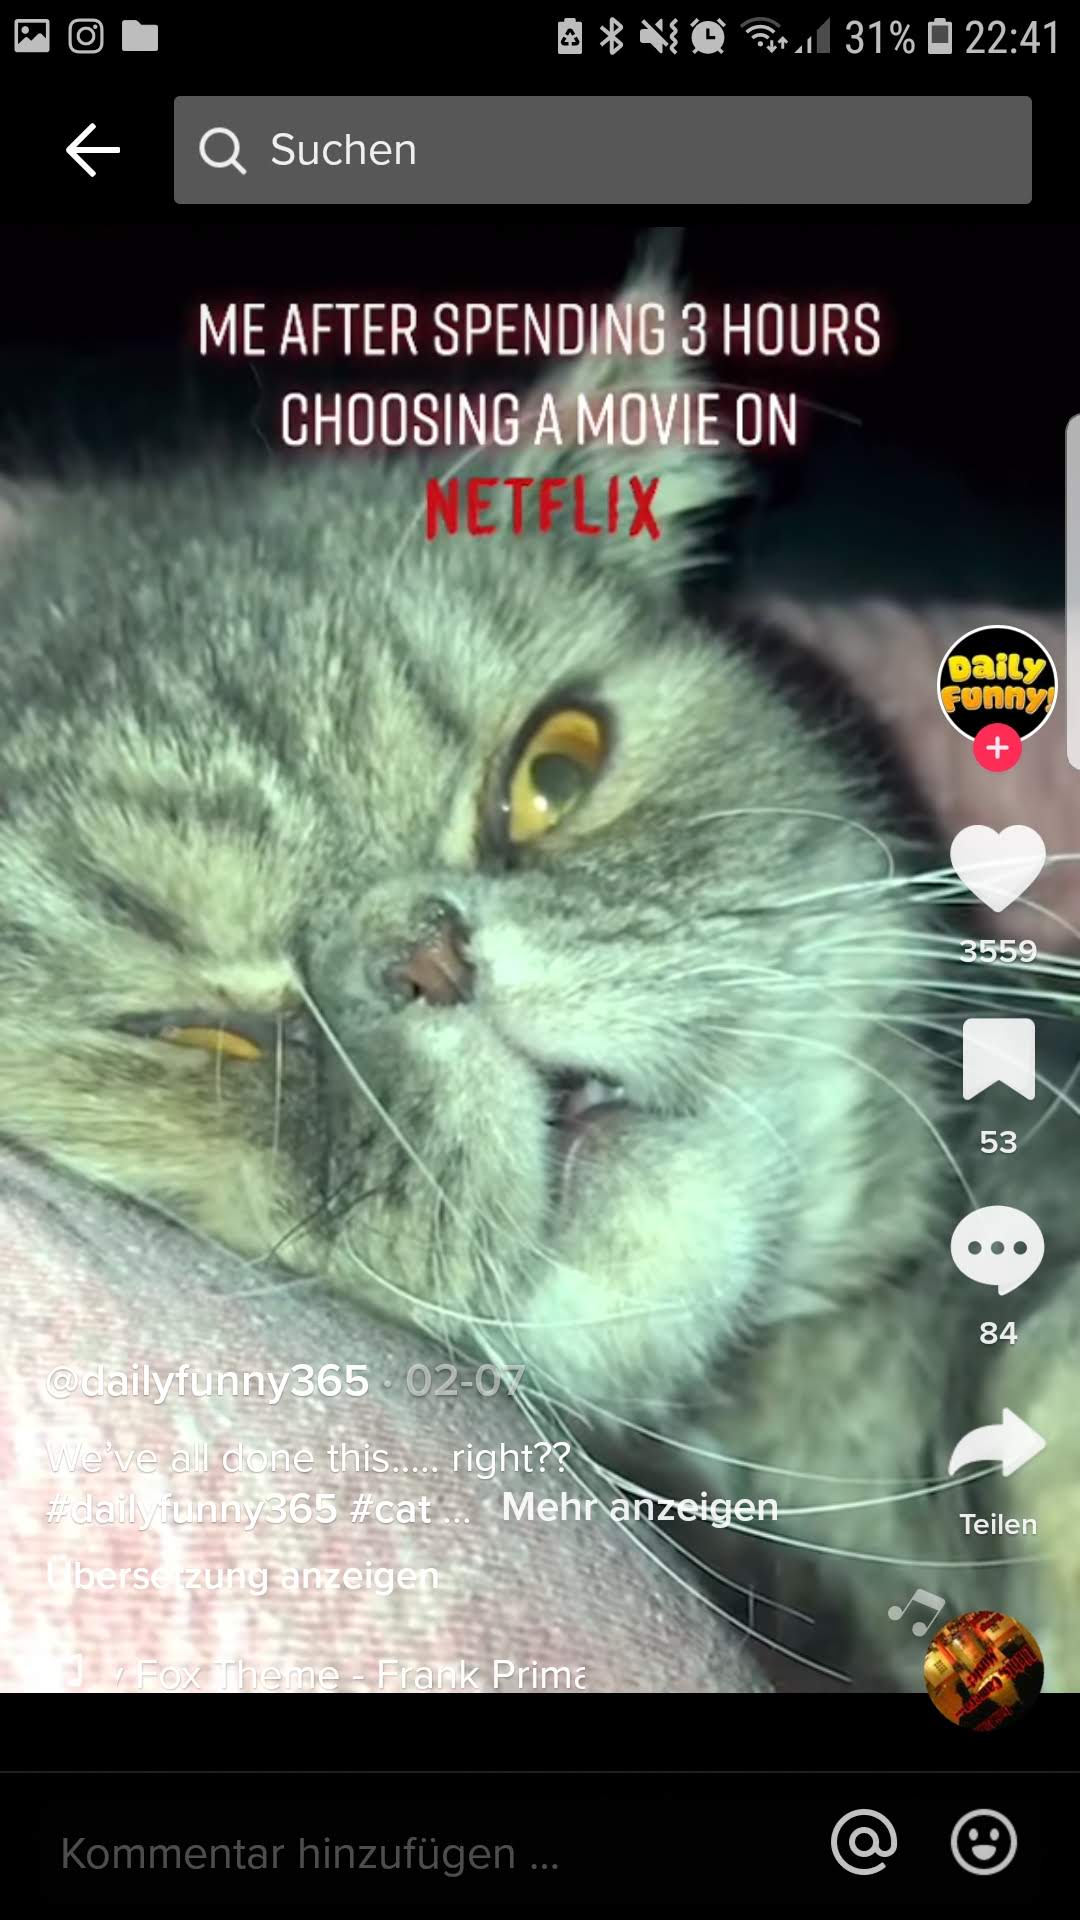 31% 22:41
Suchen
ME AFTER SPENDING 3 HOURS
CHOOSING A MOVIE ON
NETFLIX
Daily
Funny!
3559
53
84
Teilen
@dailyfunny365 · 02-07
We've all done this..... right??
#dailyfunny365 #cat ... Mehr anzeigen
Übersetzung anzeigen
y Fox Theme - Frank Prima
Kommentar hinzufügen ...